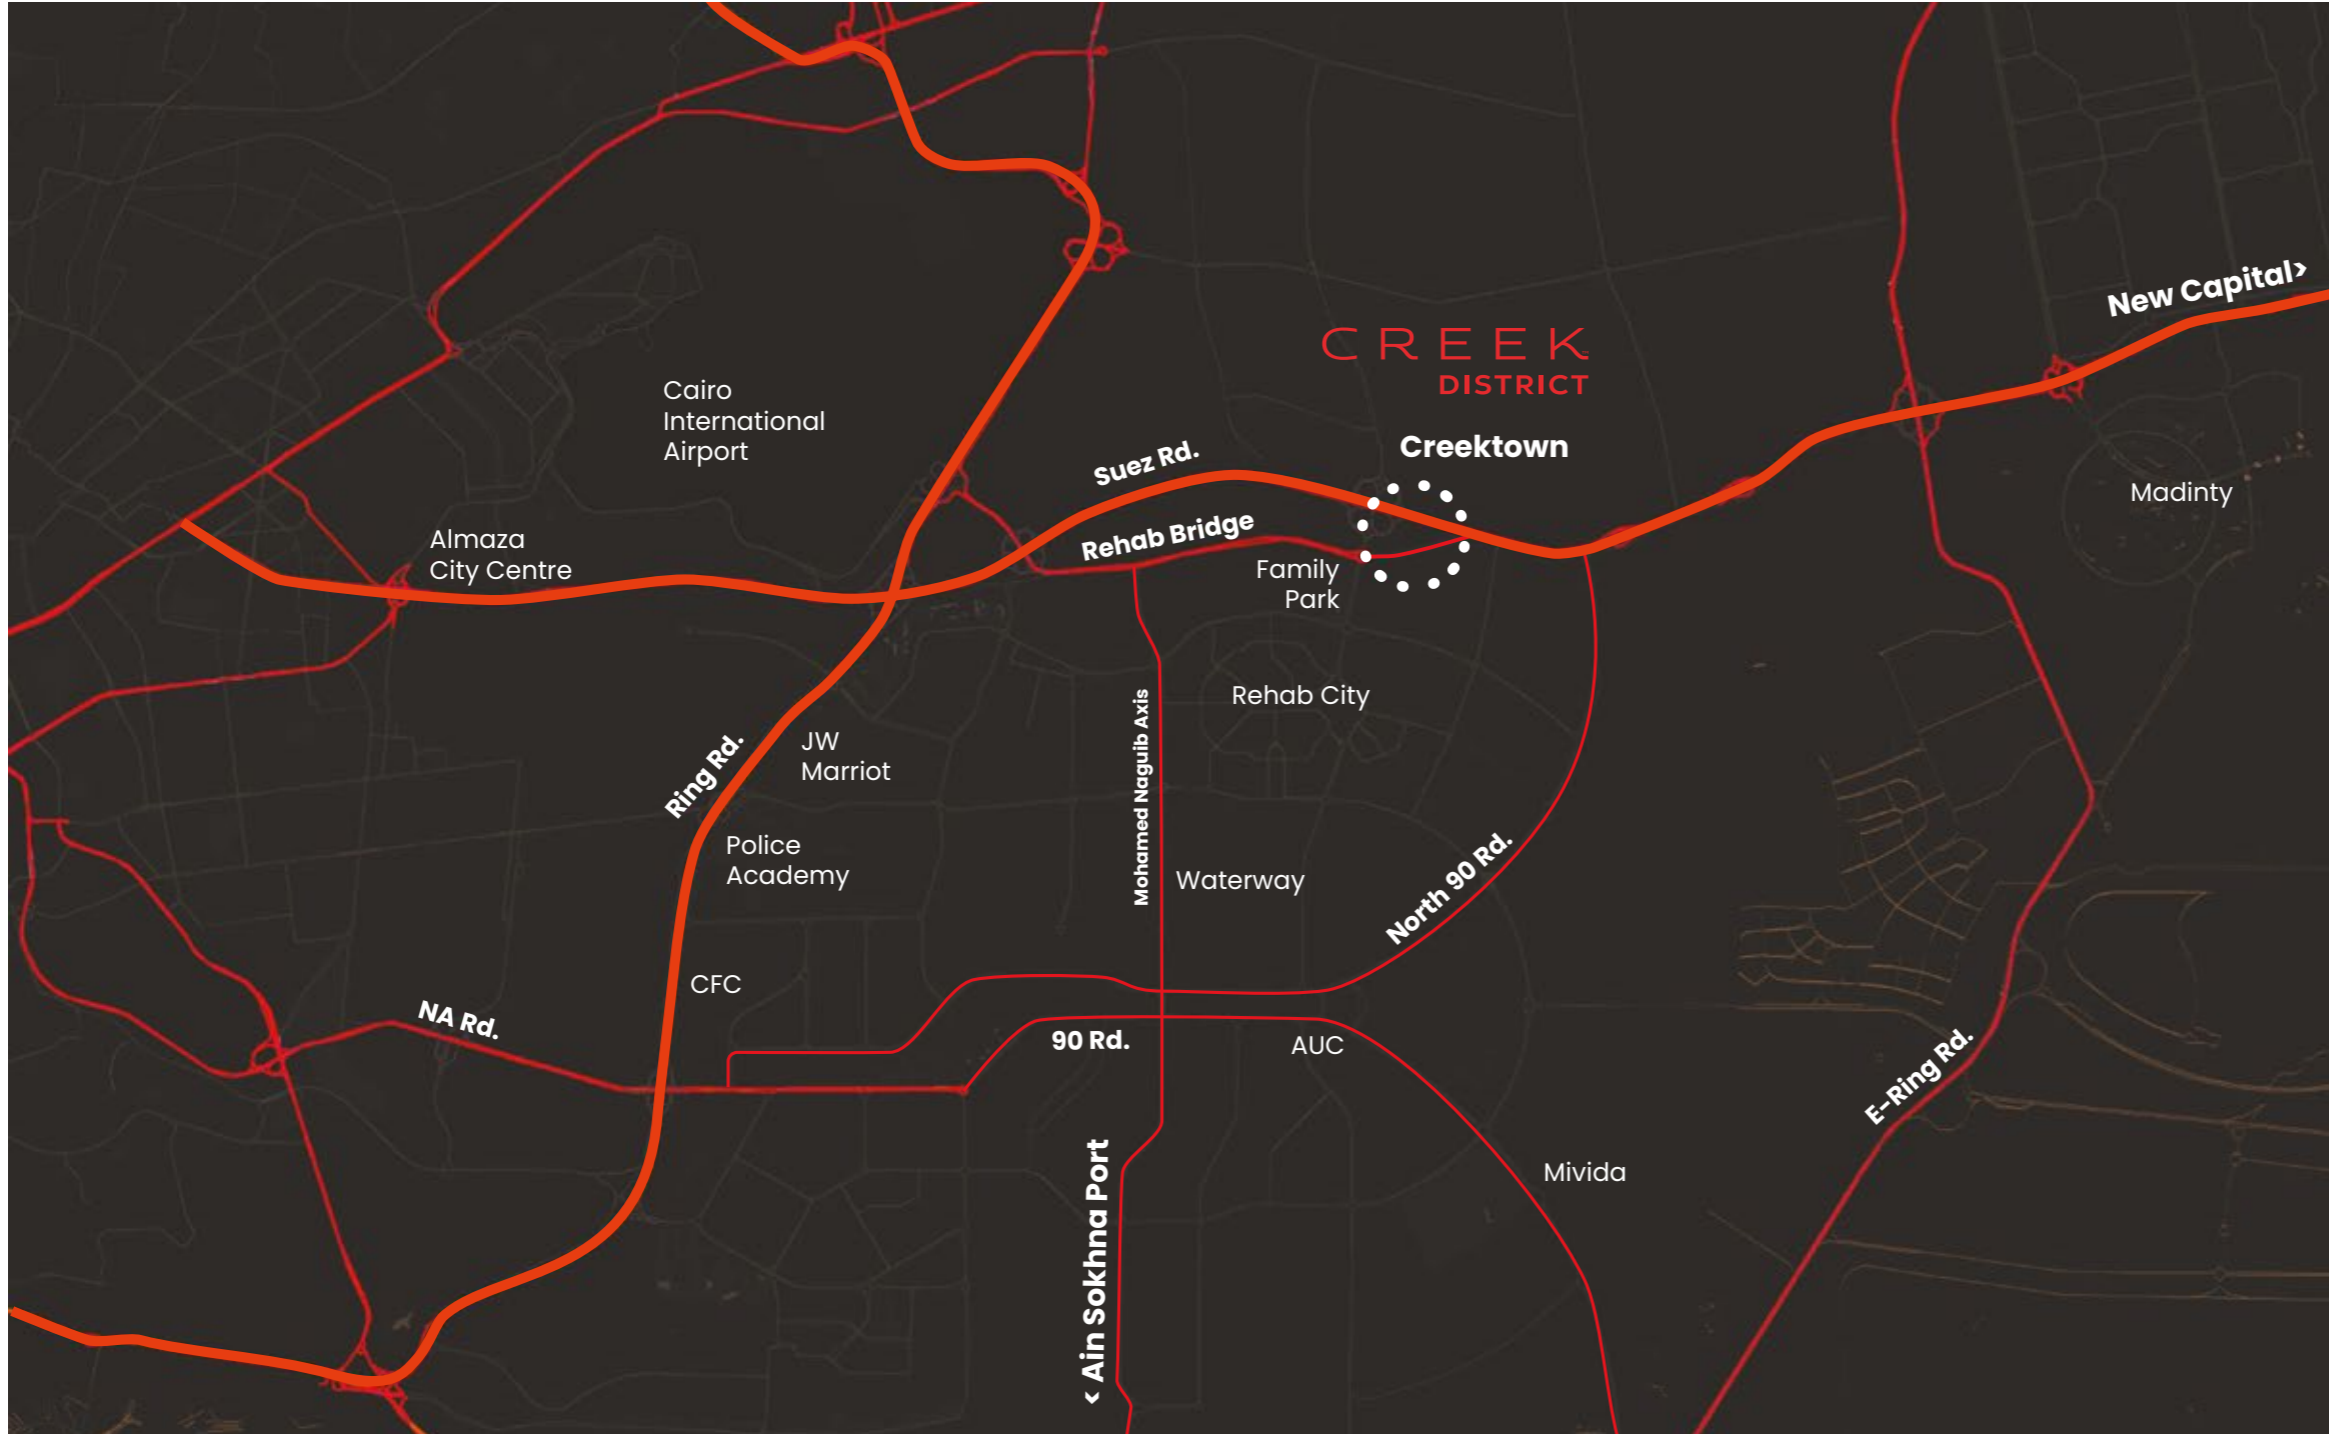 New Capital›
CREEK
DISTRICT
Cairo
International
Airport
Creektown
Suez Rd.
Madinty
Rehab Bridge
Almaza
City Centre
Family
Park
Rehab City
Mohamed Naguib Axis
JW
Marriot
Ring Rd.
Police
Academy
Waterway
North 90 Rd.
CFC
NA Rd.
90 Rd.
AUC
E-Ring Rd.
Mivida
‹ Ain Sokhna Port